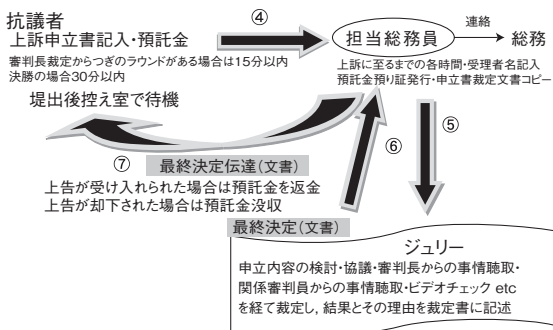 抗議者
上訴申立書記入・預託金
審判長裁定からつぎのラウンドがある場合は15分以内
決勝の場合30分以内
堤出後控え室で待機
④
担当総務員
連絡
総務
上訴に至るまでの各時間・受理者名記入
預託金預り証発行・申立書裁定文書コピー
⑤
⑥
⑦
最終決定伝達(文書)
上告が受け入れられた場合は預託金を返金
上告が却下された場合は預託金没収
最終決定(文書)
ジュリー
申立内容の検討・協議・審判長からの事情聴取・
関係審判員からの事情聴取・ビデオチェック etc
を経て裁定し, 結果とその理由を裁定書に記述